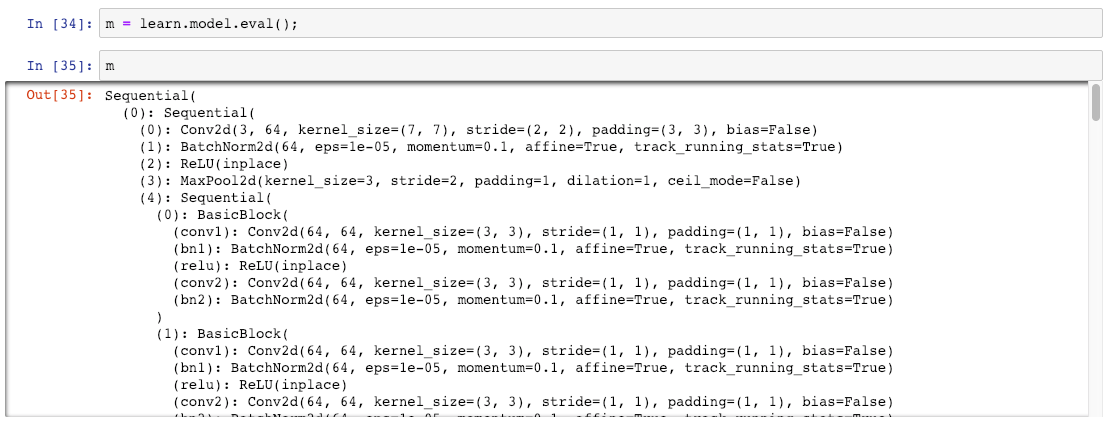 In [34]: m = learn.model.eval();
In [35]: m
Out[35]: Sequential(
(0): Sequential(
(0): Conv2d(3, 64, kernel_size=(7, 7), stride=(2, 2), padding=(3, 3), bias=False)
(1): BatchNorm2d(64, eps=1e-05, momentum=0.1, affine=True, track_running_stats=True)
(2): ReLU(inplace)
(3): MaxPool2d(kernel_size=3, stride=2, padding=1, dilation=1, ceil_mode=False)
(4): Sequential(
(0): BasicBlock(
(conv1): Conv2d(64, 64, kernel_size=(3, 3), stride=(1, 1), padding=(1, 1), bias=False)
(bn1): BatchNorm2d(64, eps=1e-05, momentum=0.1, affine=True, track_running_stats=True)
(relu): ReLU(inplace)
(conv2): Conv2d(64, 64, kernel_size=(3, 3), stride=(1, 1), padding=(1, 1), bias=False)
(bn2): BatchNorm2d(64, eps=1e-05, momentum=0.1, affine=True, track_running_stats=True)
)
(1): BasicBlock(
(conv1): Conv2d(64, 64, kernel_size=(3, 3), stride=(1, 1), padding=(1, 1), bias=False)
(bn1): BatchNorm2d(64, eps=1e-05, momentum=0.1, affine=True, track_running_stats=True)
(relu): ReLU(inplace)
(conv2): Conv2d(64, 64, kernel_size=(3, 3), stride=(1, 1), padding=(1, 1), bias=False)